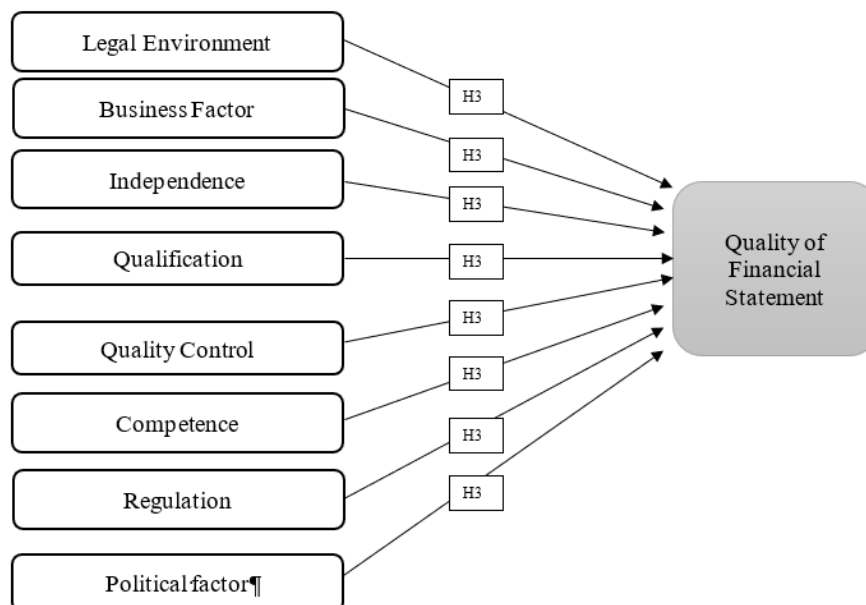 Legal Environment
H3
Business Factor
H3
Independence
H3
Qualification
H3
Quality Control
H3
Competence
H3
Regulation
H3
Political factor¶
H3
Quality of
Financial
Statement